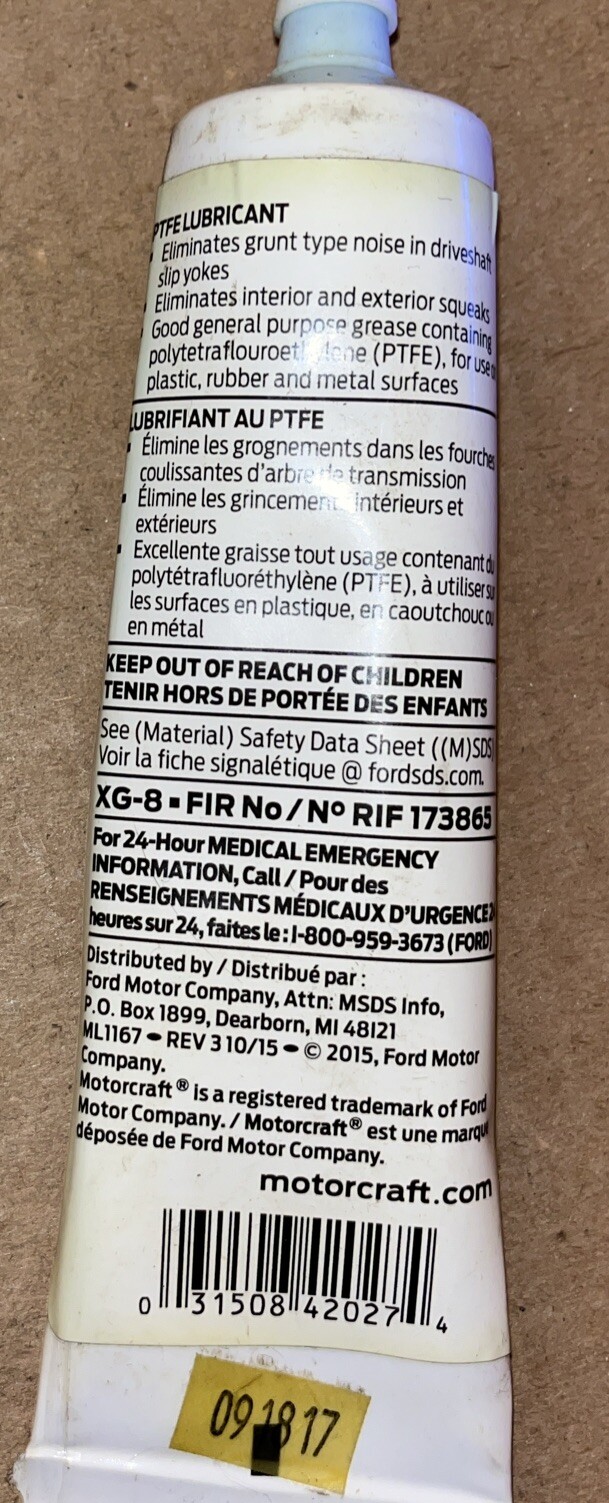 PTFE LUBRICANT
Eliminates grunt type noise in driveshaft
slip yokes
Eliminates interior and exterior squeaks
Good general purpose grease containing
(PTFE), for use
plastic, rubber and metal surfaces
LUBRIFIANT AU PTFE
▪ Élimine les grognements dans les fourches
coulissantes d'arbre de transmission
▪ Élimine les intérieurs et
extérieurs
▪ Excellente graisse tout usage contenant du
polytétrafluoréthylène (PTFE), à utiliser
les surfaces en plastique, en caoutchouc ou
en métal
KEEP OUT OF REACH OF CHILDREN
TENIR HORS DE PORTÉE DES ENFANTS
See (Material) Safety Data Sheet ((M)SDS)
Voir la fiche signalétique @ fordsds.com.
XG-8 ▪ FIR No / Nº RIF 173865
For 24-Hour MEDICAL EMERGENCY
INFORMATION, Call / Pour des
RENSEIGNEMENTS MÉDICAUX D'URGENCE
heures sur 24, faites le : 1-800-959-3673 (FORD)
Distributed by / Distribué par :
Ford Motor Company, Attn: MSDS Info,
P.O. Box 1899, Dearborn, MI 48121
ML1167 • REV 3 10/15 • © 2015, Ford Motor
Company.
Motorcraft® is a registered trademark of Ford
Motor Company. / Motorcraft® est une marque
déposée de Ford Motor Company.
motorcraft.com
0 31508 42027 4
091817